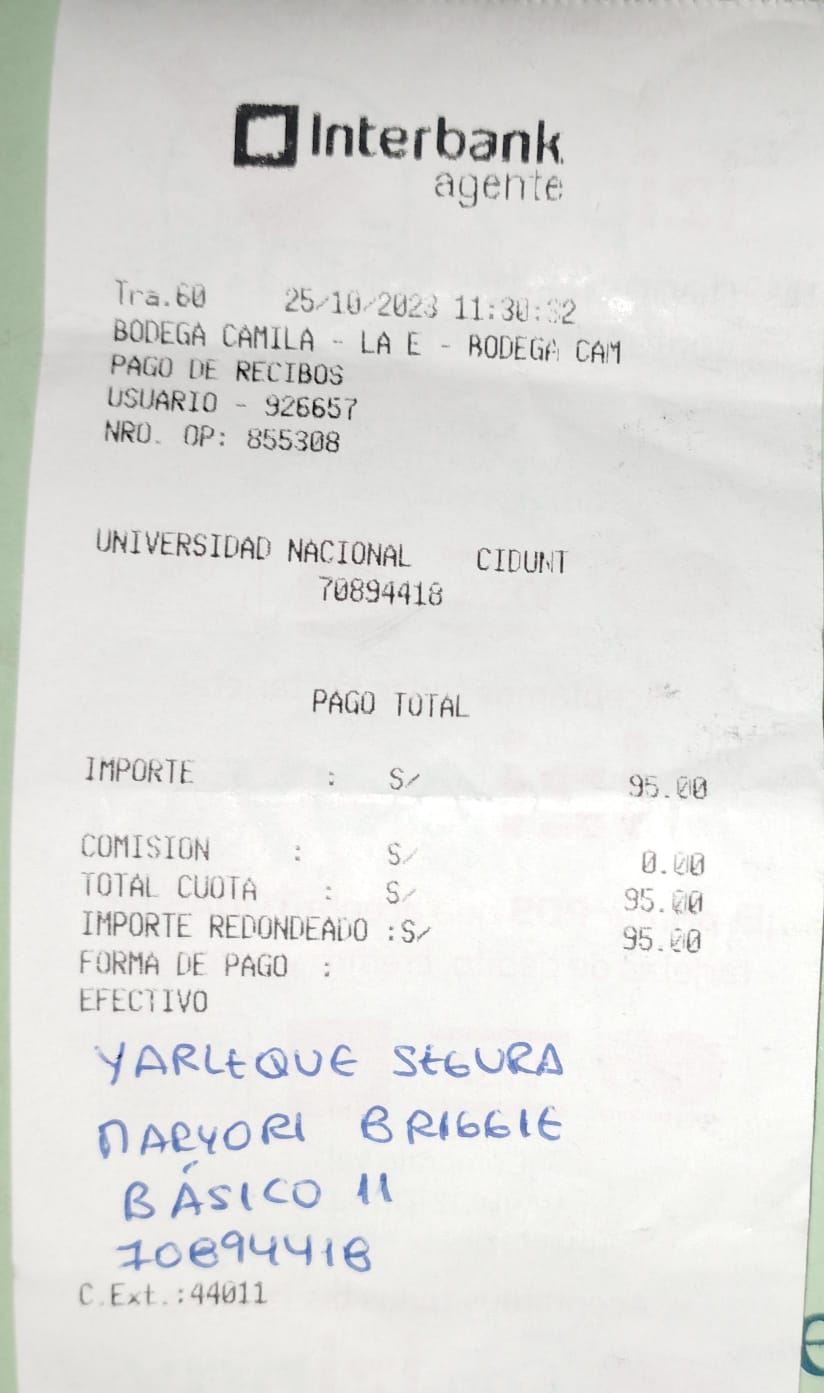 Interbank
agente
Tra.60 25/10/2023 11:30:32
BODEGA CAMILA - LA E - BODEGA CAM
PAGO DE RECIBOS
USUARIO - 926657
NRO. OP: 855308
UNIVERSIDAD NACIONAL CIDUNT
70894418
PAGO TOTAL
IMPORTE : S/ 95.00
COMISION : S/ 0.00
TOTAL CUOTA : S/ 95.00
IMPORTE REDONDEADO :S/ 95.00
FORMA DE PAGO :
EFECTIVO
YARLEQUE SEGURA
MARYORI BRIGGIE
BÁSICO 11
70894418
C.Ext.:44011